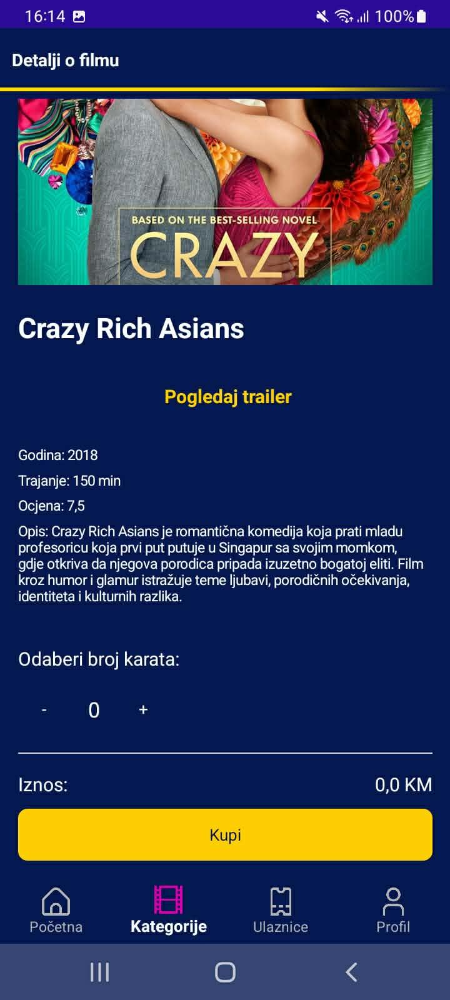 16:14
100%
Detalji o filmu
BASED ON THE BEST-SELLING NOVEL
CRAZY
Crazy Rich Asians
Pogledaj trailer
Godina: 2018
Trajanje: 150 min
Ocjena: 7,5
Opis: Crazy Rich Asians je romantična komedija koja prati mladu
profesoricu koja prvi put putuje u Singapur sa svojim momkom,
gdje otkriva da njegova porodica pripada izuzetno bogatoj eliti. Film
kroz humor i glamur istražuje teme ljubavi, porodičnih očekivanja,
identiteta i kulturnih razlika.
Odaberi broj karata:
- 0 +
Iznos: 0,0 KM
Kupi
Početna Kategorije Ulaznice Profil